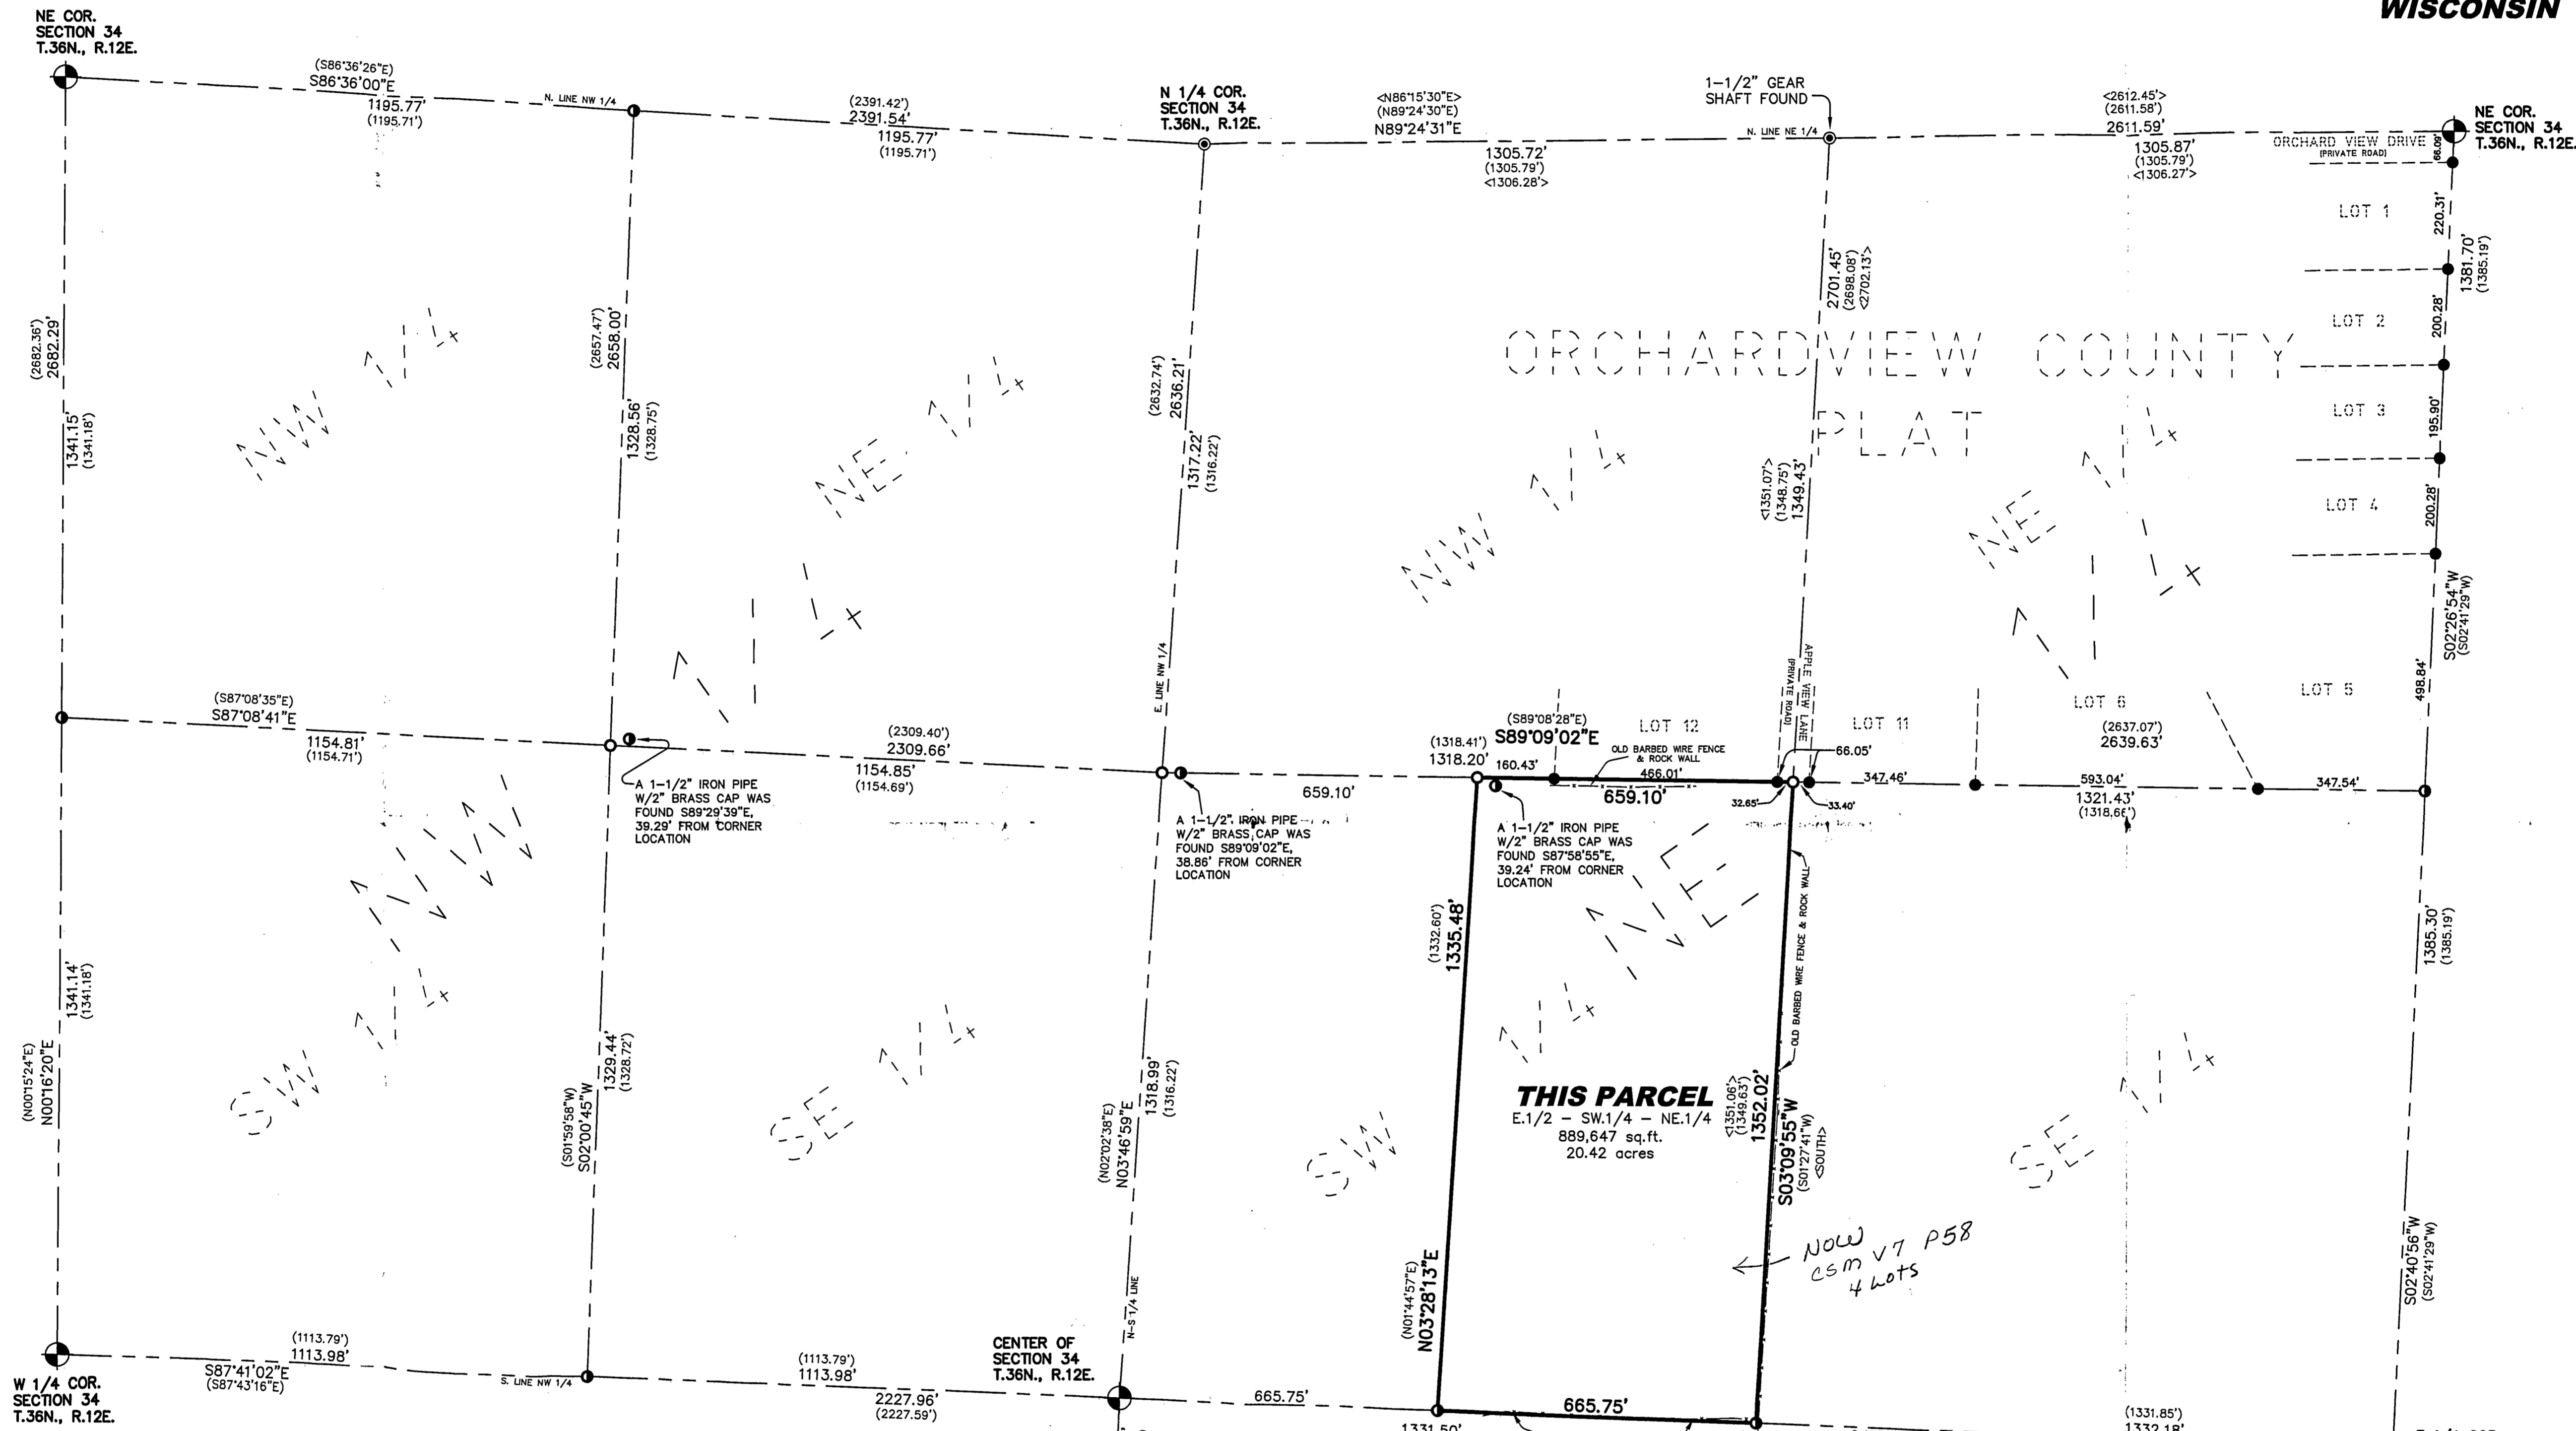 WISCONSIN
NE COR.
SECTION 34
T.36N., R.12E.
(S86°36'26"E)
S86°36'00"E
1195.77'
(1195.71')
N. LINE NW 1/4
(2391.42')
2391.54'
1195.77'
(1195.71')
N 1/4 COR.
SECTION 34
T.36N., R.12E.
<N86°15'30"E>
(N89°24'30"E)
N89°24'31"E
1305.72'
(1305.79')
<1306.28'>
1-1/2" GEAR
SHAFT FOUND
N. LINE NE 1/4
<2612.45'>
(2611.58')
2611.59'
1305.87'
(1305.79')
<1306.27'>
NE COR.
SECTION 34
T.36N., R.12E.
ORCHARD VIEW DRIVE
(PRIVATE ROAD)
66.09'
LOT 1
220.31'
1381.70'
(1385.19')
LOT 2
200.28'
LOT 3
195.90'
LOT 4
200.28'
S02°26'54"W
(S02°41'29"W)
LOT 5
498.84'
(2682.36')
2682.29'
1341.15'
(1341.18')
NW 1/4
(2657.47')
2658.00'
1328.56'
(1328.75')
NE 1/4
NW 1/4
(2632.74')
2636.21'
1317.22'
(1316.22')
E. LINE NW 1/4
2701.45'
(2698.08')
<2702.13'>
ORCHARDVIEW COUNTY
PLAT
<1351.07'>
(1348.75')
1349.43'
NW 1/4
NE 1/4
NE 1/4
APPLE VIEW LANE
(PRIVATE ROAD)
(S87°08'35"E)
S87°08'41"E
1154.81'
(1154.71')
(2309.40')
2309.66'
1154.85'
(1154.69')
A 1-1/2" IRON PIPE
W/2" BRASS CAP WAS
FOUND S89°29'39"E,
39.29' FROM CORNER
LOCATION
A 1-1/2" IRON PIPE
W/2" BRASS CAP WAS
FOUND S89°09'02"E,
38.86' FROM CORNER
LOCATION
659.10'
(1318.41')
1318.20'
(S89°08'28"E)
S89°09'02"E
160.43'
LOT 12
OLD BARBED WIRE FENCE
& ROCK WALL
466.01'
659.10'
32.65'
33.40'
66.05'
LOT 11
347.46'
LOT 6
(2637.07')
2639.63'
593.04'
1321.43'
(1318.66')
347.54'
A 1-1/2" IRON PIPE
W/2" BRASS CAP WAS
FOUND S87°58'55"E,
39.24' FROM CORNER
LOCATION
1341.14'
(1341.18')
(N00°15'24"E)
N00°16'20"E
SW 1/4
1329.44'
(1328.72')
(S01°59'58"W)
S02°00'45"W
SE 1/4
1318.99'
(1316.22')
(N02°02'38"E)
N03°46'59"E
N-S 1/4 LINE
SW
1/4 NE
(1332.60')
1335.48'
(N01°44'57"E)
N03°28'13"E
THIS PARCEL
E.1/2 - SW.1/4 - NE.1/4
889,647 sq.ft.
20.42 acres
OLD BARBED WIRE FENCE & ROCK WALL
<1351.06'>
(1349.63')
1352.02'
S03°09'55"W
(S01°27'41"W)
<SOUTH>
NOW
CSM V7 P58
4 Lots
SE 1/4
1385.30'
(1385.19')
S02°40'56"W
(S02°41'29"W)
W 1/4 COR.
SECTION 34
T.36N., R.12E.
(1113.79')
1113.98'
S87°41'02"E
(S87°43'16"E)
S. LINE NW 1/4
(1113.79')
1113.98'
2227.96'
(2227.59')
CENTER OF
SECTION 34
T.36N., R.12E.
665.75'
665.75'
1331.50'
(1331.85')
1332.18'